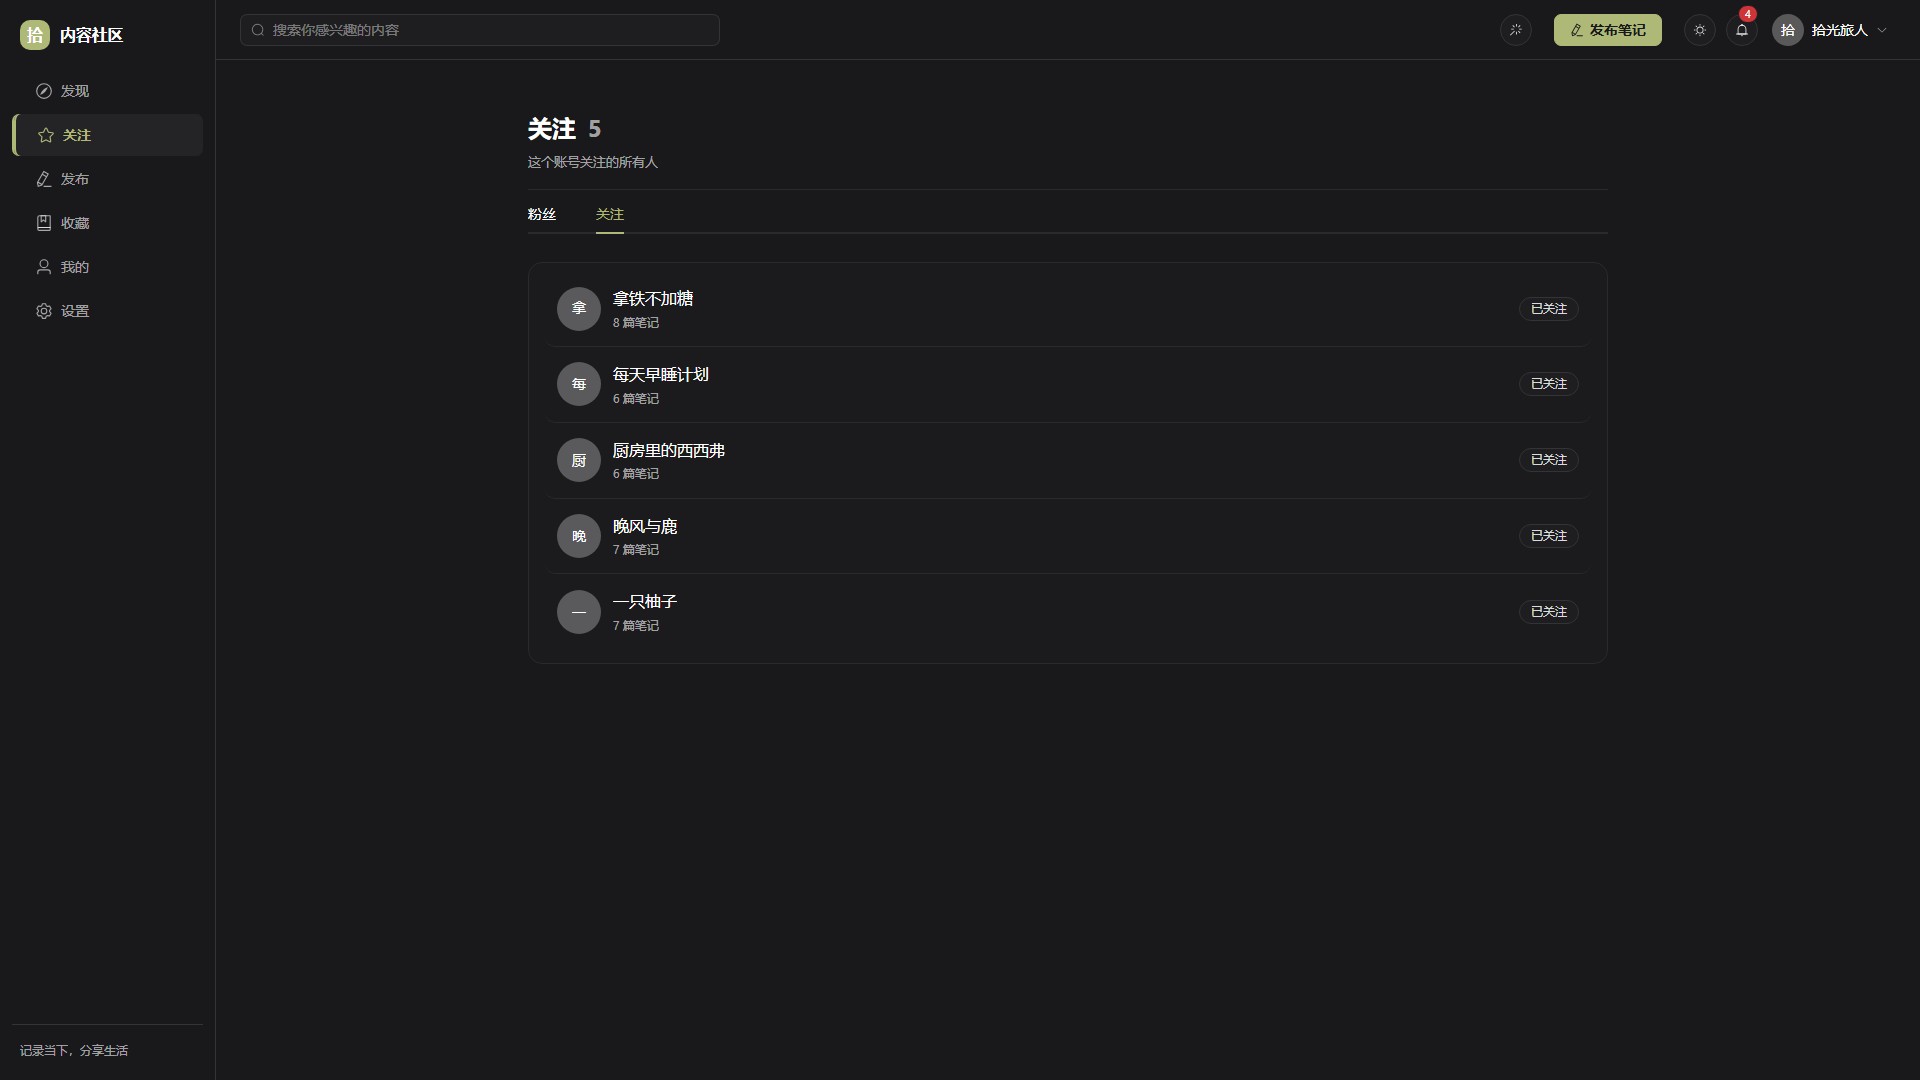 拾 内容社区
搜索你感兴趣的内容
发布笔记
4
拾 拾光旅人
发现
关注
发布
收藏
我的
设置
关注 5
这个账号关注的所有人
粉丝 关注
拿 拿铁不加糖
8 篇笔记
已关注
每 每天早睡计划
6 篇笔记
已关注
厨 厨房里的西西弗
6 篇笔记
已关注
晚 晚风与鹿
7 篇笔记
已关注
一 一只柚子
7 篇笔记
已关注
记录当下，分享生活